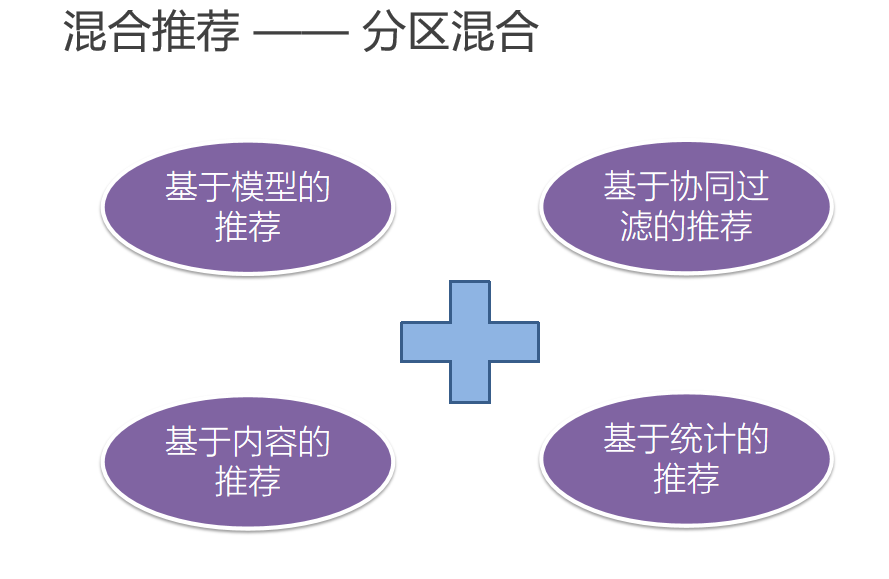 混合推荐 —— 分区混合
基于模型的
推荐
基于协同过
滤的推荐
基于内容的
推荐
基于统计的
推荐